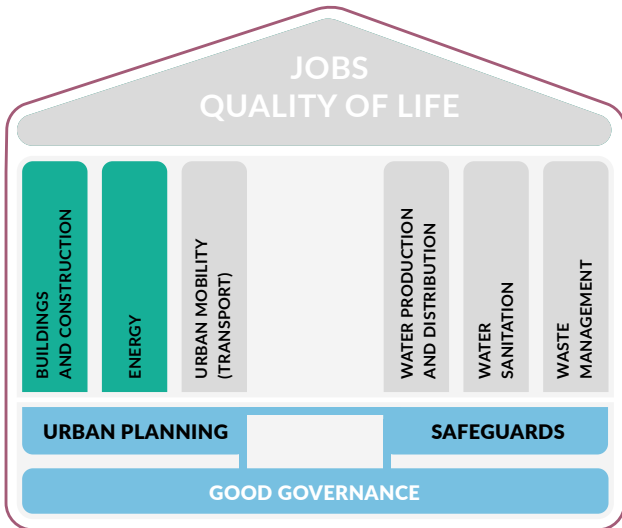 JOBS
QUALITY OF LIFE
BUILDINGS
AND CONSTRUCTION
ENERGY
URBAN MOBILITY
(TRANSPORT)
WATER PRODUCTION
AND DISTRIBUTION
WATER
SANITATION
WASTE
MANAGEMENT
URBAN PLANNING
SAFEGUARDS
GOOD GOVERNANCE